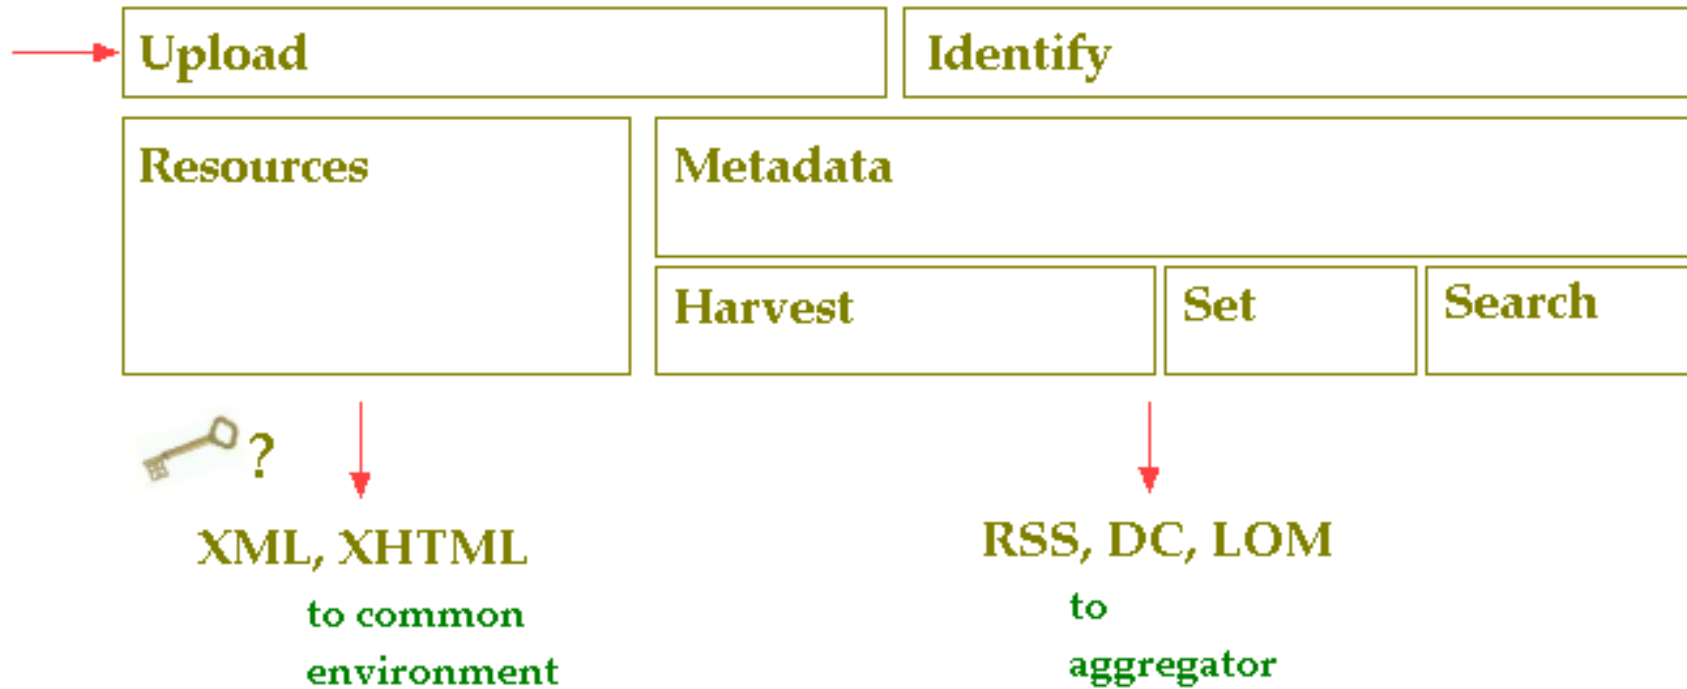 Upload
Identify
Resources
Metadata
Harvest
Set
Search
?
XML, XHTML
to common
environment
RSS, DC, LOM
to
aggregator